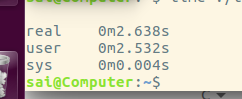 real 0m2.638s
user 0m2.532s
sys 0m0.004s
sai@Computer:~$